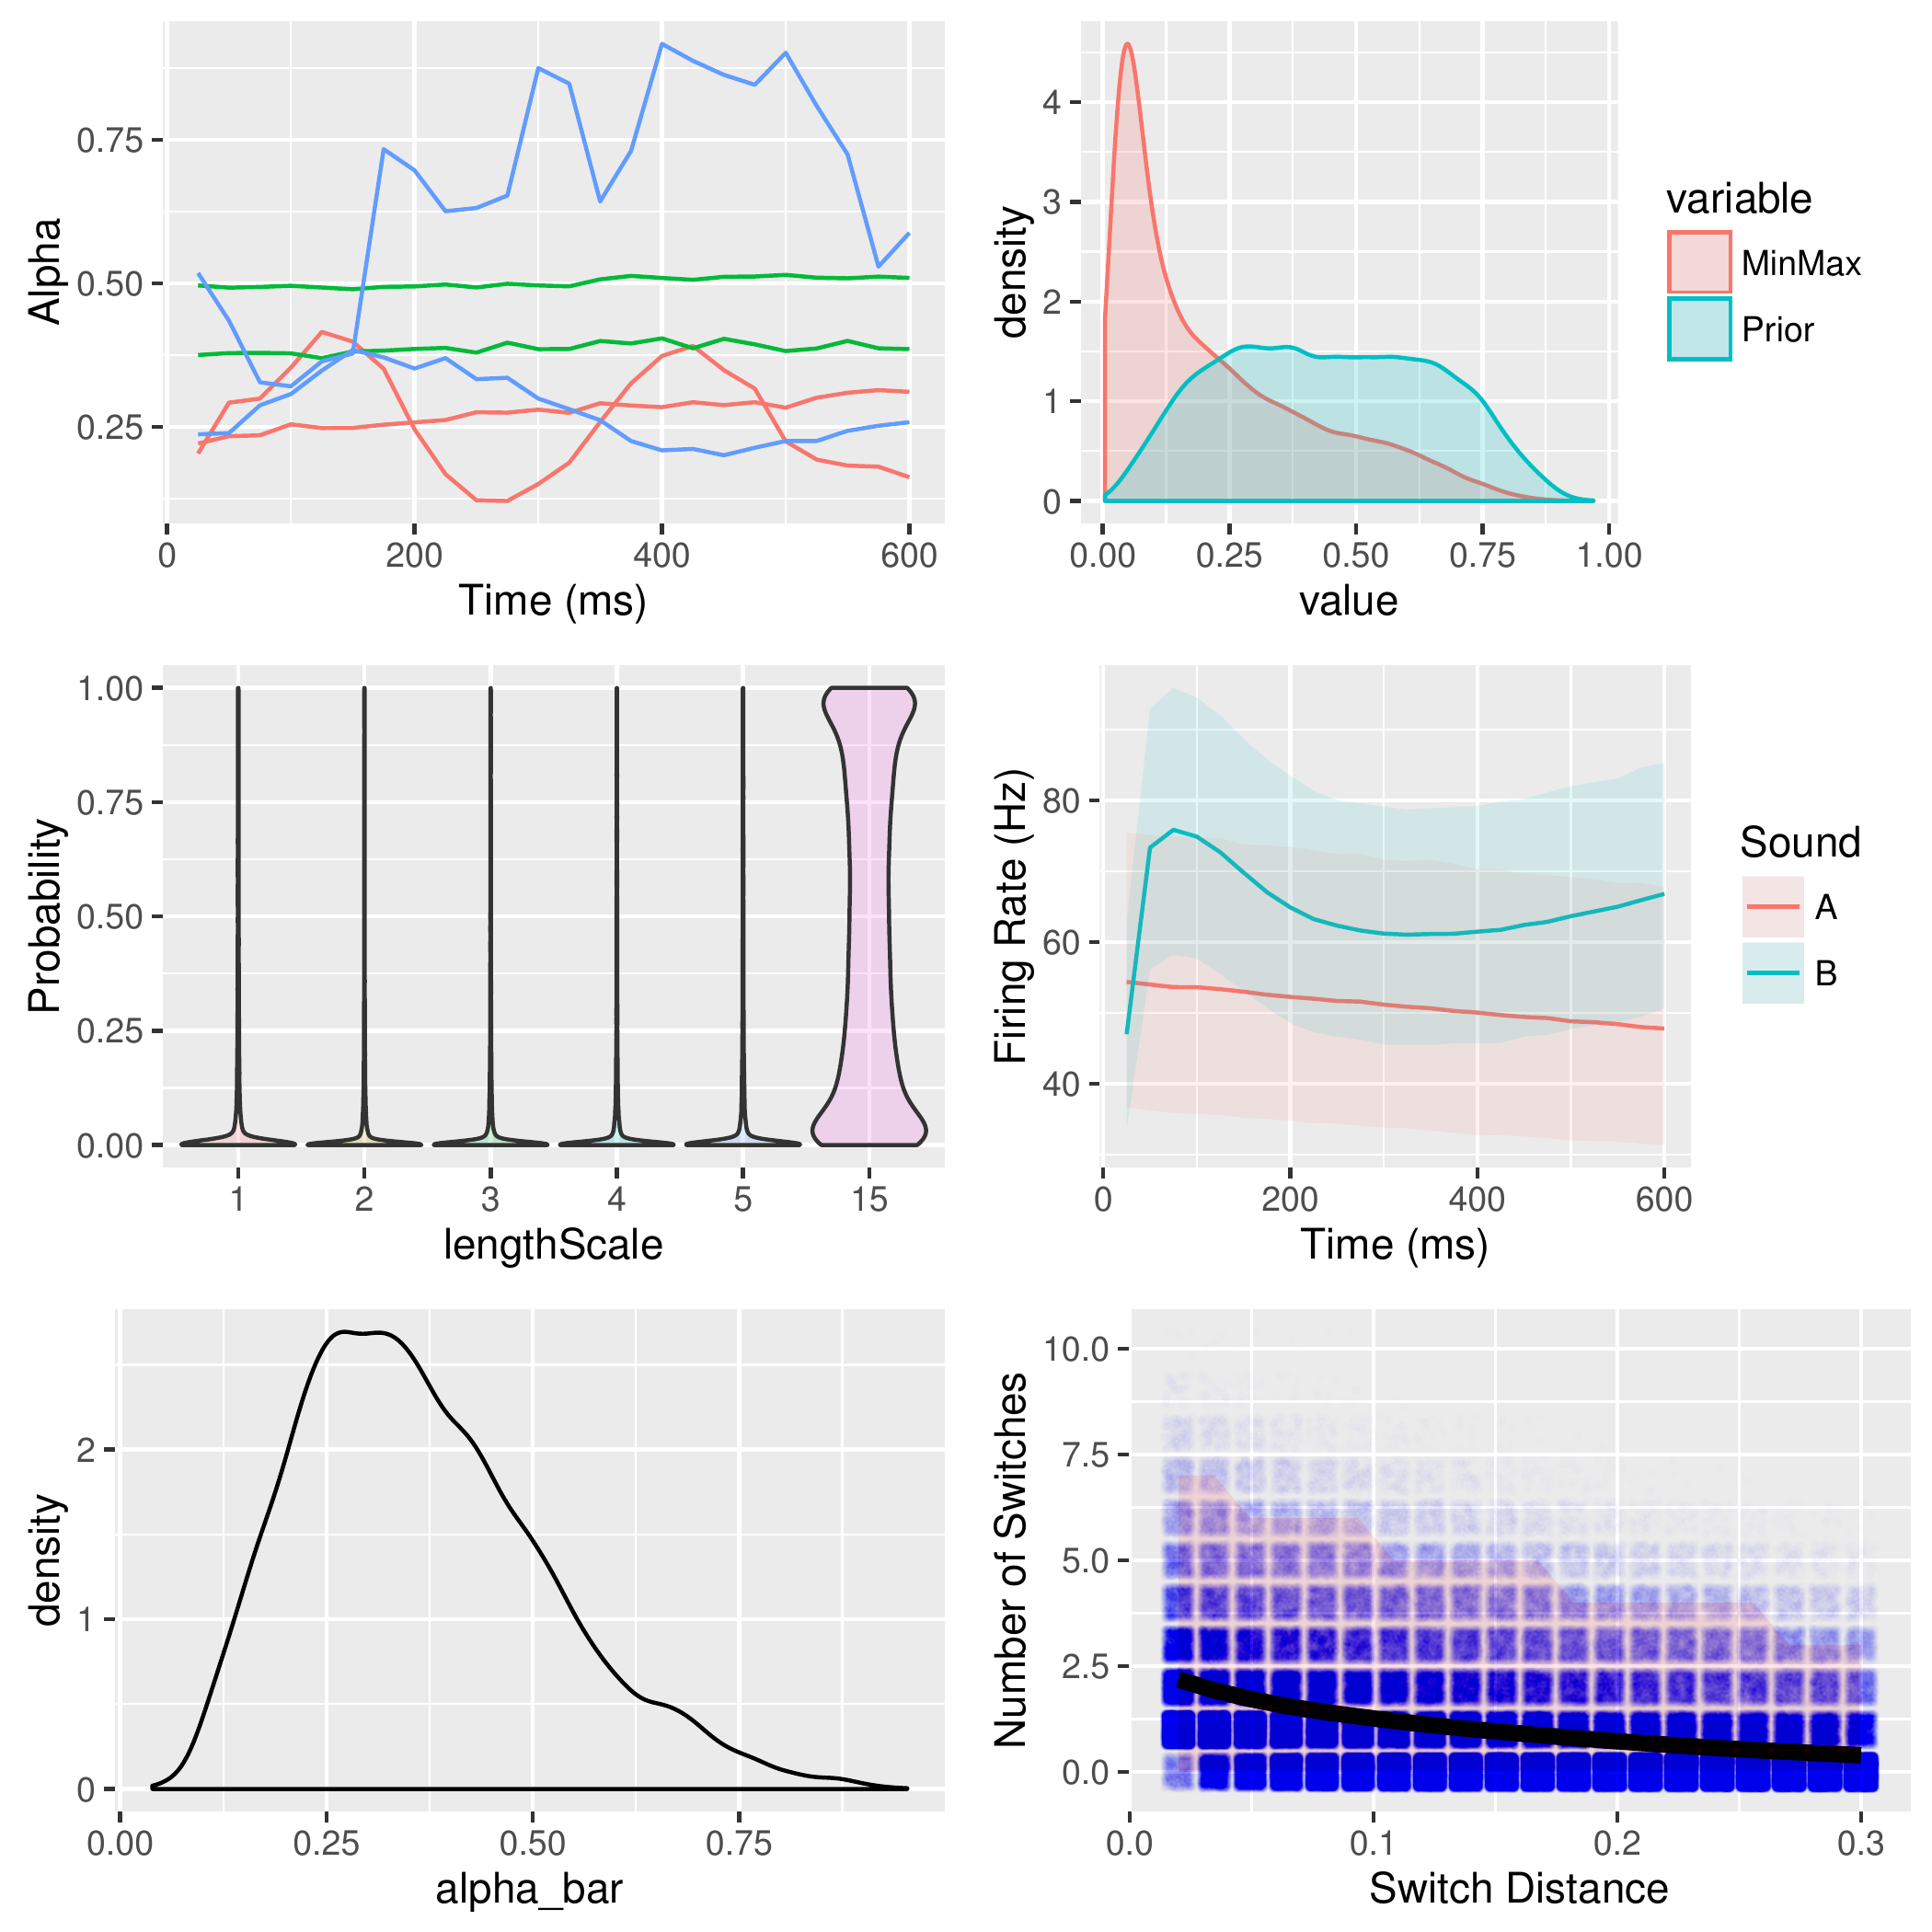 Alpha
0.75
0.50
0.25
0 200 400 600
Time (ms)
density
4
3
2
1
0
0.00 0.25 0.50 0.75 1.00
value
variable
MinMax
Prior
Probability
1.00
0.75
0.50
0.25
0.00
1 2 3 4 5 15
lengthScale
Firing Rate (Hz)
80
60
40
0 200 400 600
Time (ms)
Sound
A
B
density
2
1
0
0.00 0.25 0.50 0.75
alpha_bar
Number of Switches
10.0
7.5
5.0
2.5
0.0
0.0 0.1 0.2 0.3
Switch Distance